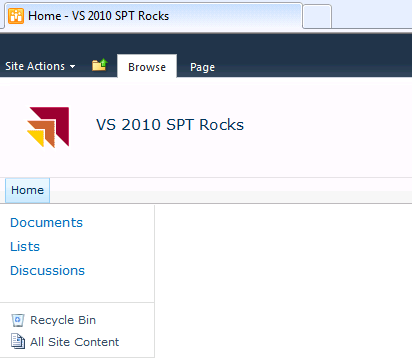 Home - VS 2010 SPT Rocks
Site Actions Browse Page
VS 2010 SPT Rocks
Home
Documents
Lists
Discussions
Recycle Bin
All Site Content